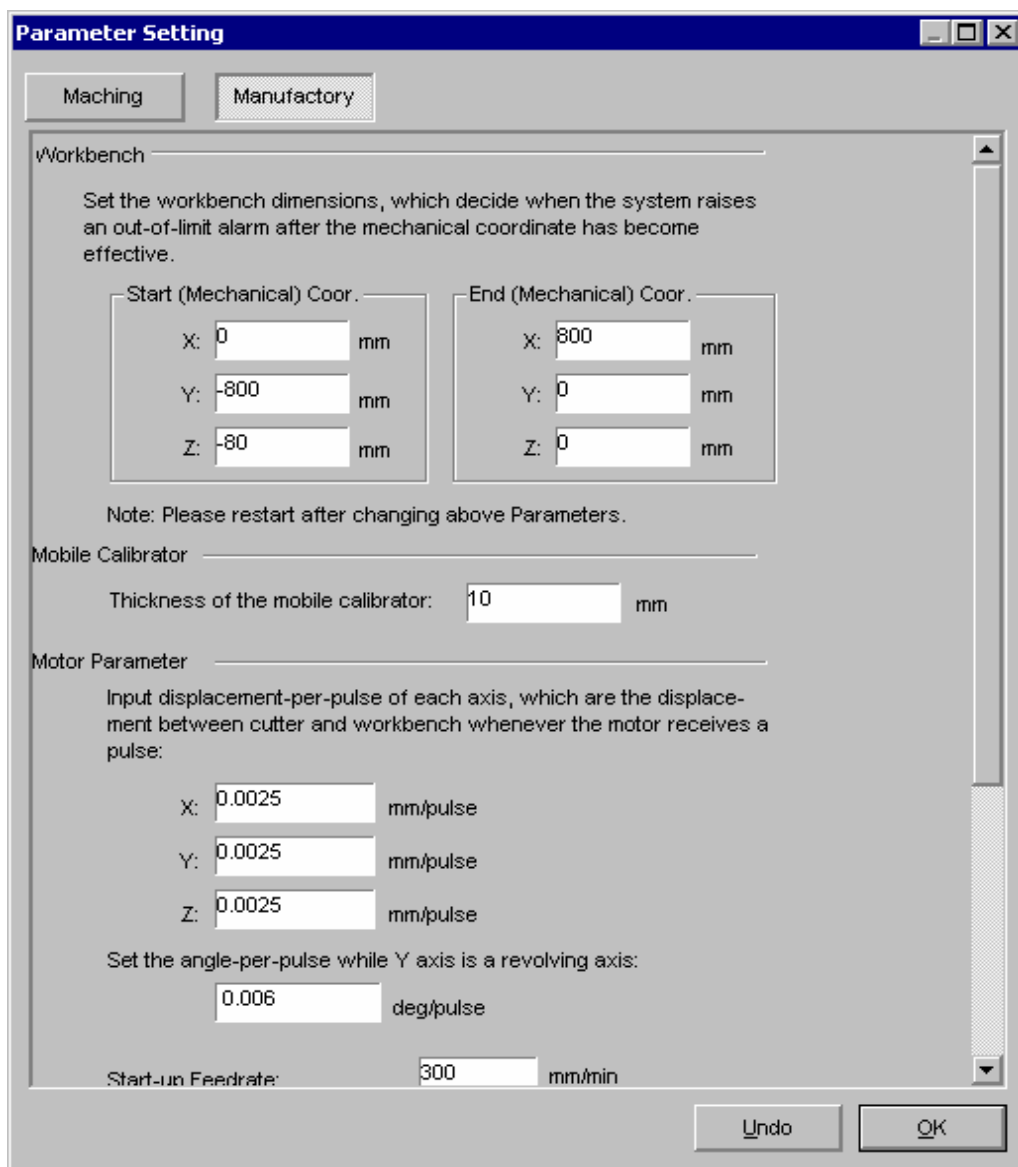 Parameter Setting
Maching Manufactory
Workbench
Set the workbench dimensions, which decide when the system raises
an out-of-limit alarm after the mechanical coordinate has become
effective.
Start (Mechanical) Coor. End (Mechanical) Coor.
X: 0 mm X: 800 mm
Y: -800 mm Y: 0 mm
Z: -80 mm Z: 0 mm
Note: Please restart after changing above Parameters.
Mobile Calibrator
Thickness of the mobile calibrator: 10 mm
Motor Parameter
Input displacement-per-pulse of each axis, which are the displace-
ment between cutter and workbench whenever the motor receives a
pulse:
X: 0.0025 mm/pulse
Y: 0.0025 mm/pulse
Z: 0.0025 mm/pulse
Set the angle-per-pulse while Y axis is a revolving axis:
0.006 deg/pulse
Start-up Feedrate: 300 mm/min
Undo OK